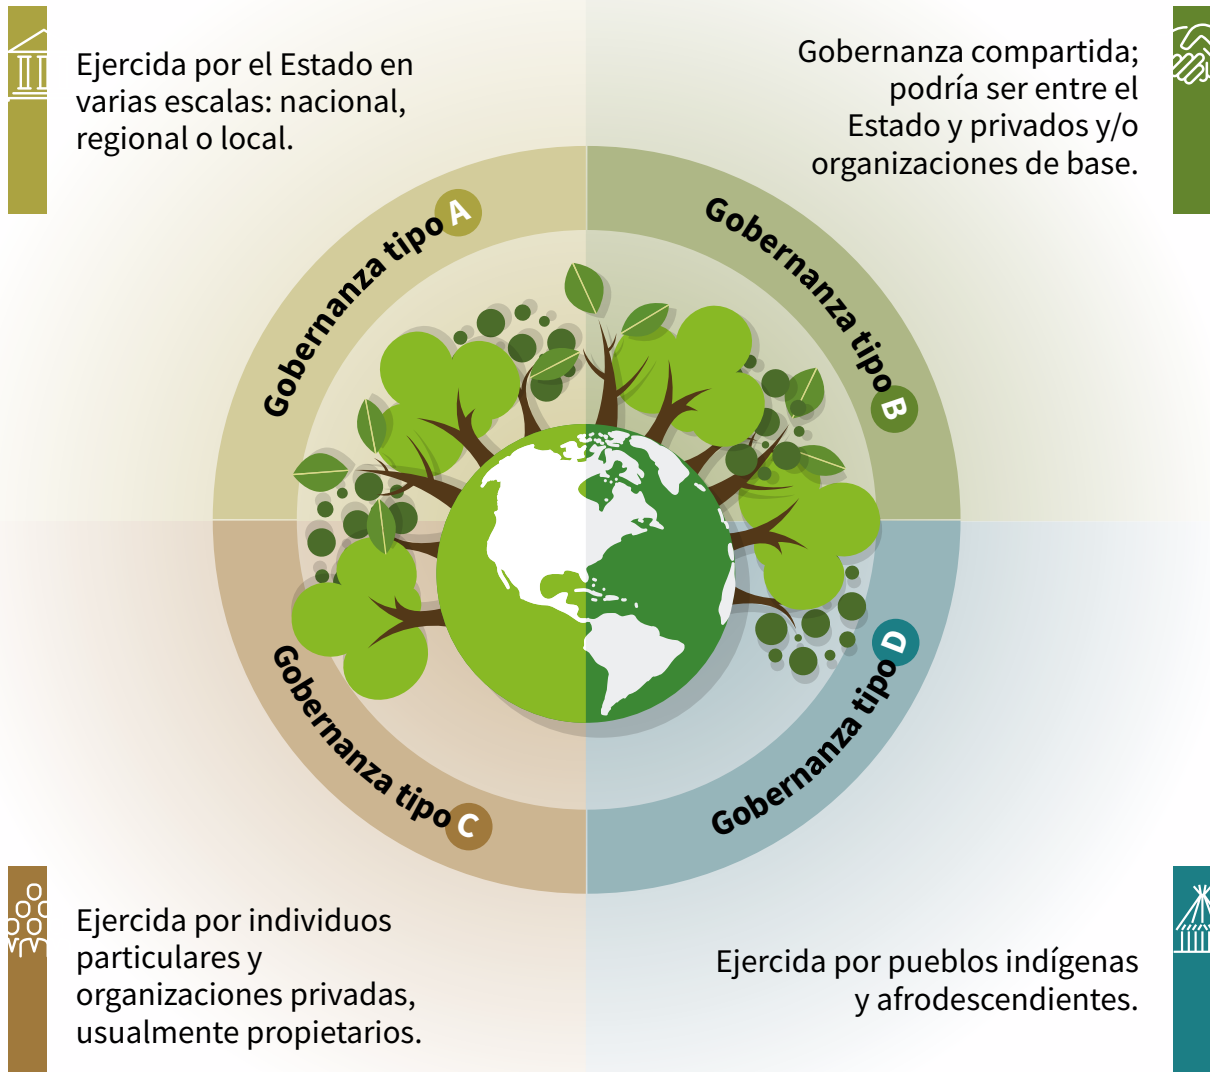 Ejercida por el Estado en
varias escalas: nacional,
regional o local.
Gobernanza compartida;
podría ser entre el
Estado y privados y/o
organizaciones de base.
Gobernanza tipo A
Gobernanza tipo B
Gobernanza tipo C
Gobernanza tipo D
Ejercida por individuos
particulares y
organizaciones privadas,
usualmente propietarios.
Ejercida por pueblos indígenas
y afrodescendientes.